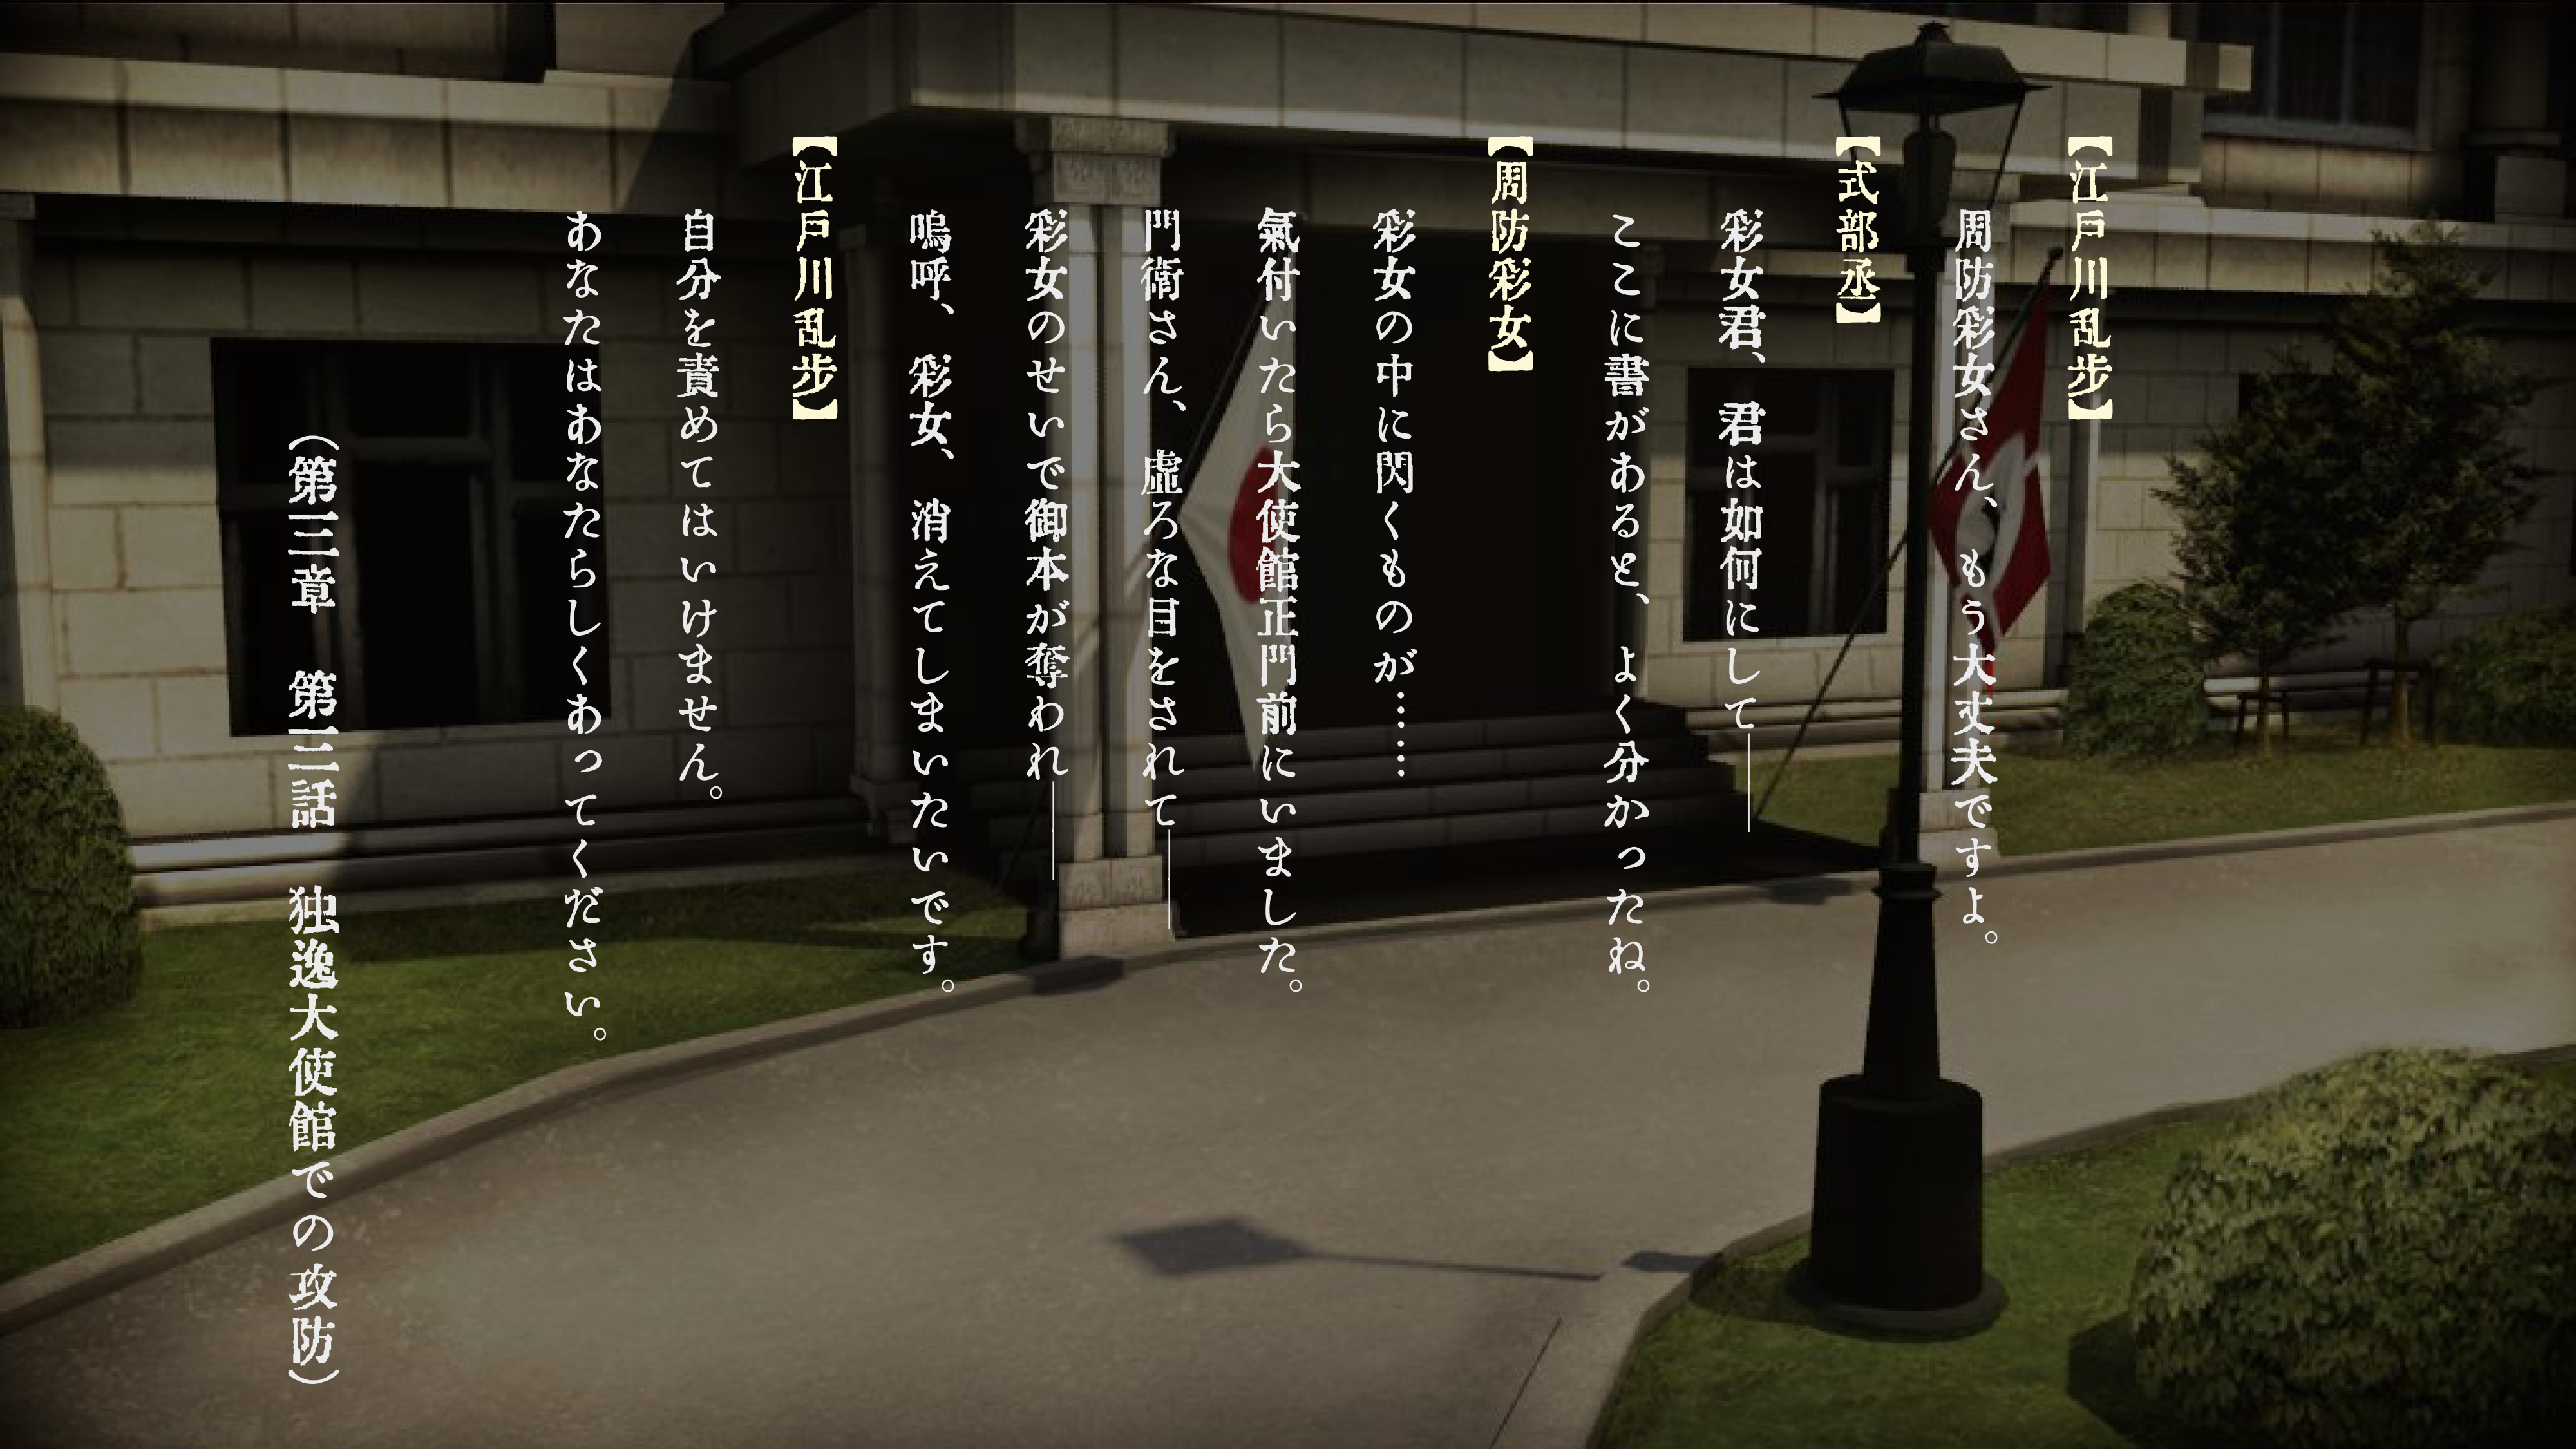 【江戸川乱歩】
周防彩女さん、もう大丈夫ですよ。
【式部丞】
彩女君、君は如何にして――
ここに書があると、よく分かったね。
【周防彩女】
彩女の中に閃くものが……
氣付いたら大使館正門前にいました。
門衛さん、虚ろな目をされて――
彩女のせいで御本が奪われ――
嗚呼、彩女、消えてしまいたいです。
【江戸川乱歩】
自分を責めてはいけません。
あなたはあなたらしくあってください。
（第三章　第三話　独逸大使館での攻防）